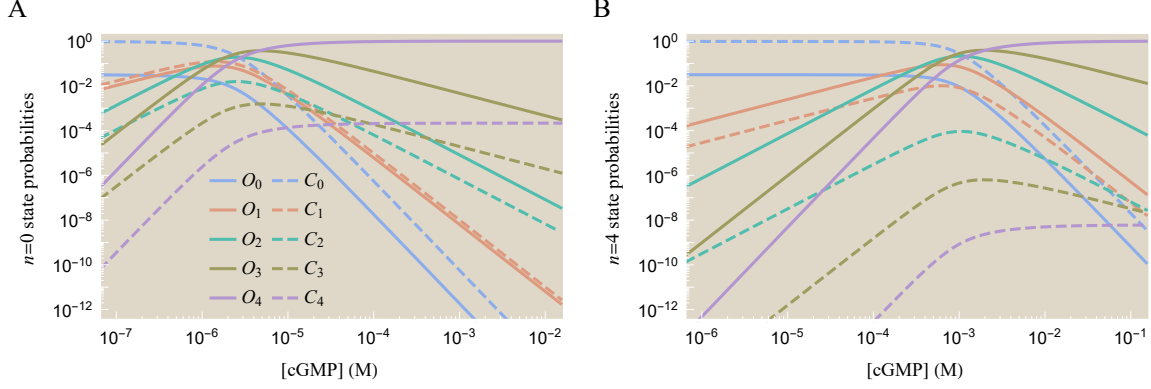 A
B
n=0 state probabilities
10^0
10^-2
10^-4
10^-6
10^-8
10^-10
10^-12
O_0 C_0
O_1 C_1
O_2 C_2
O_3 C_3
O_4 C_4
10^-7 10^-6 10^-5 10^-4 10^-3 10^-2
[cGMP] (M)
n=4 state probabilities
10^0
10^-2
10^-4
10^-6
10^-8
10^-10
10^-12
10^-6 10^-5 10^-4 10^-3 10^-2 10^-1
[cGMP] (M)